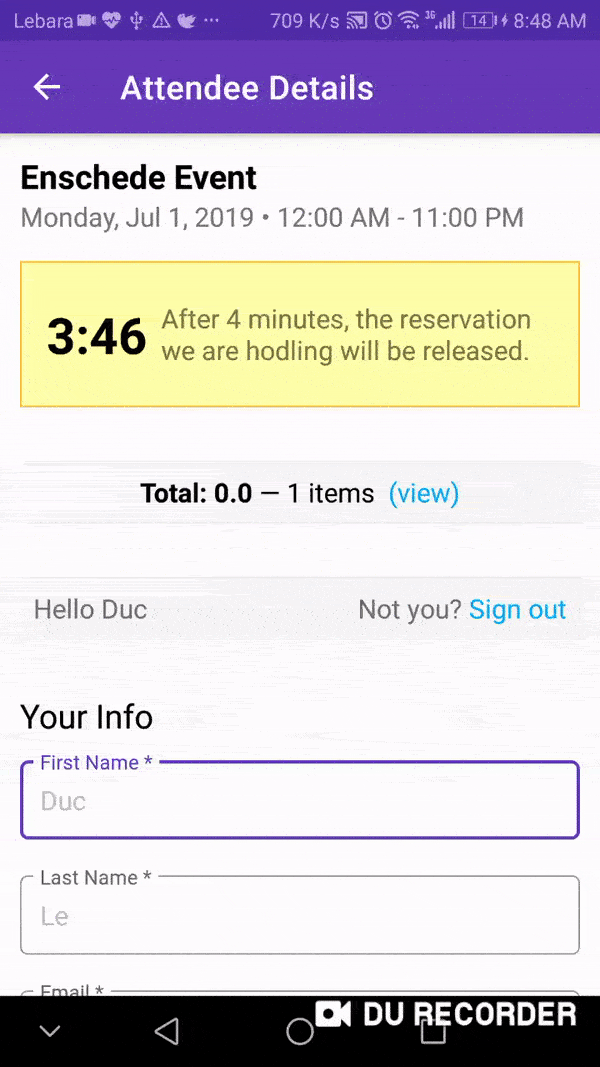 Lebara ... 709 K/s 36 14 8:48 AM
Attendee Details
Enschede Event
Monday, Jul 1, 2019 • 12:00 AM - 11:00 PM
3:46
After 4 minutes, the reservation
we are hodling will be released.
Total: 0.0 — 1 items (view)
Hello Duc Not you? Sign out
Your Info
First Name *
Duc
Last Name *
Le
Email *
DU RECORDER